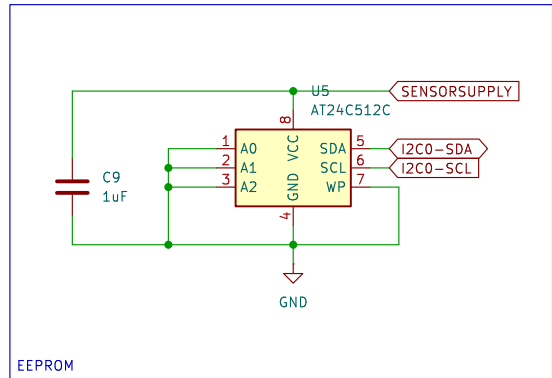 U5
SENSORSUPPLY
AT24C512C
8
VCC
1 A0 SDA 5 I2C0-SDA
2 A1 SCL 6 I2C0-SCL
3 A2 GND WP 7
C9
1uF
4
GND
EEPROM